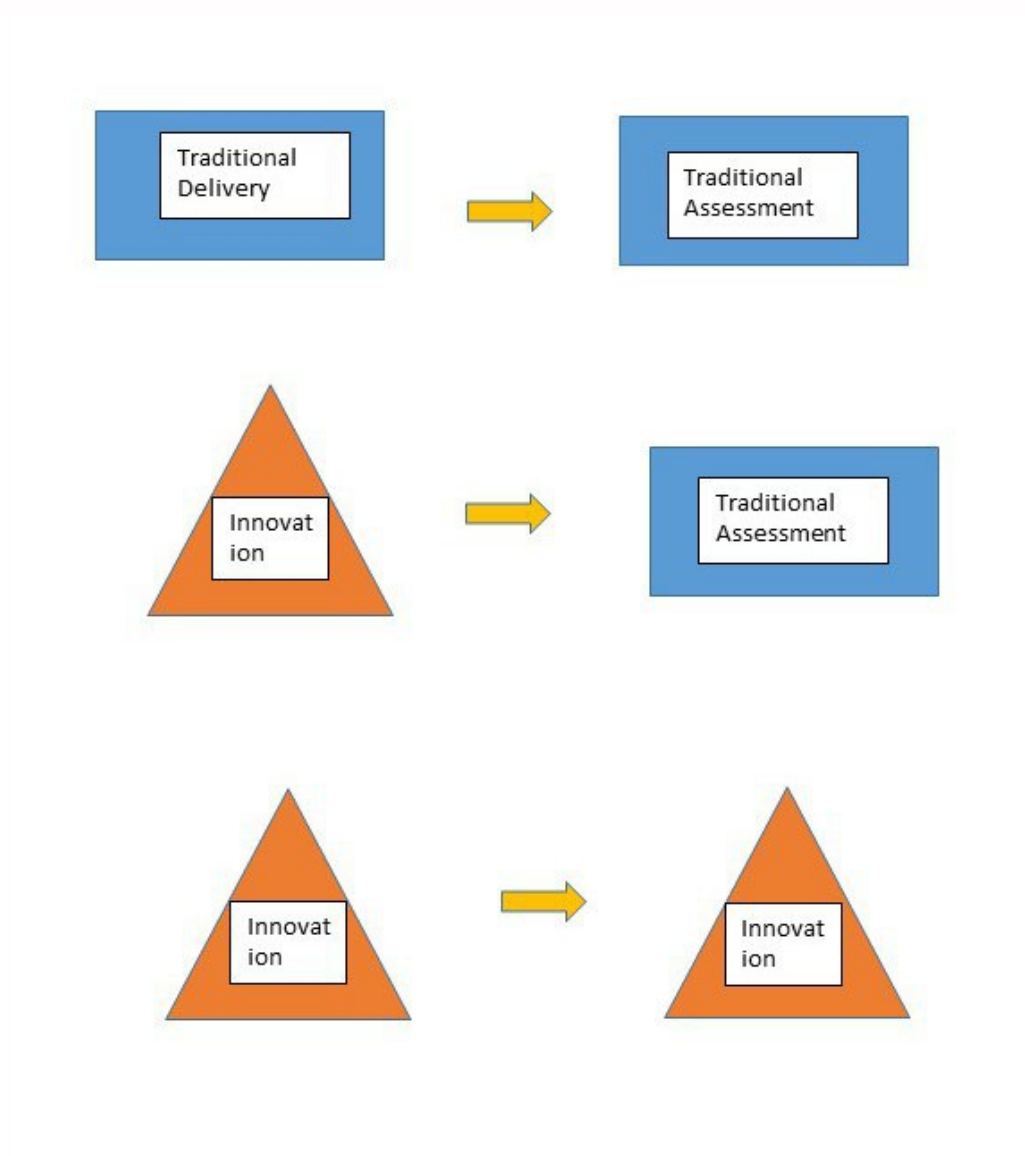 Traditional
Delivery
Traditional
Assessment
Innovat
ion
Traditional
Assessment
Innovat
ion
Innovat
ion